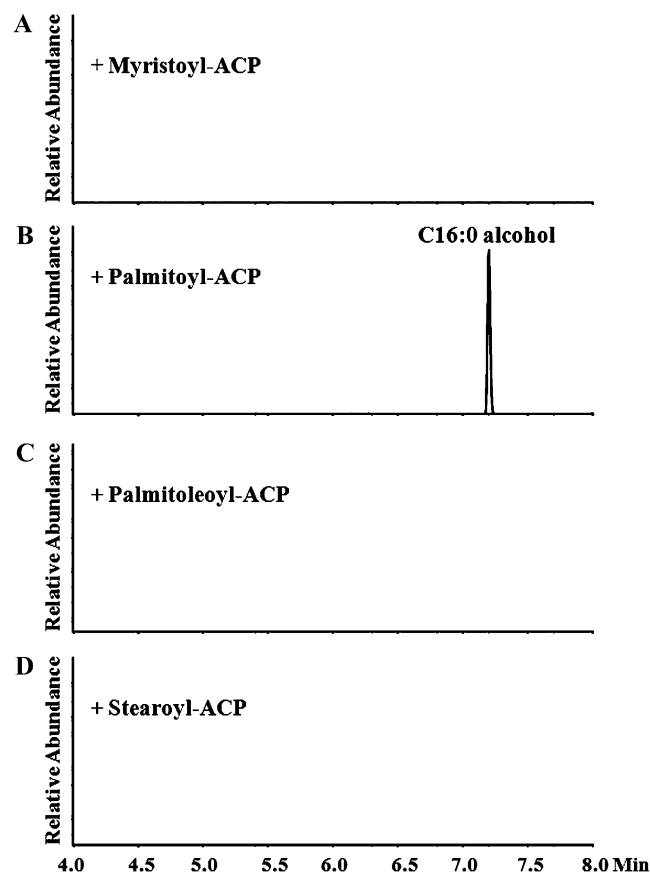 A
Relative Abundance
+ Myristoyl-ACP
B
Relative Abundance
C16:0 alcohol
+ Palmitoyl-ACP
C
Relative Abundance
+ Palmitoleoyl-ACP
D
Relative Abundance
+ Stearoyl-ACP
4.0 4.5 5.0 5.5 6.0 6.5 7.0 7.5 8.0 Min